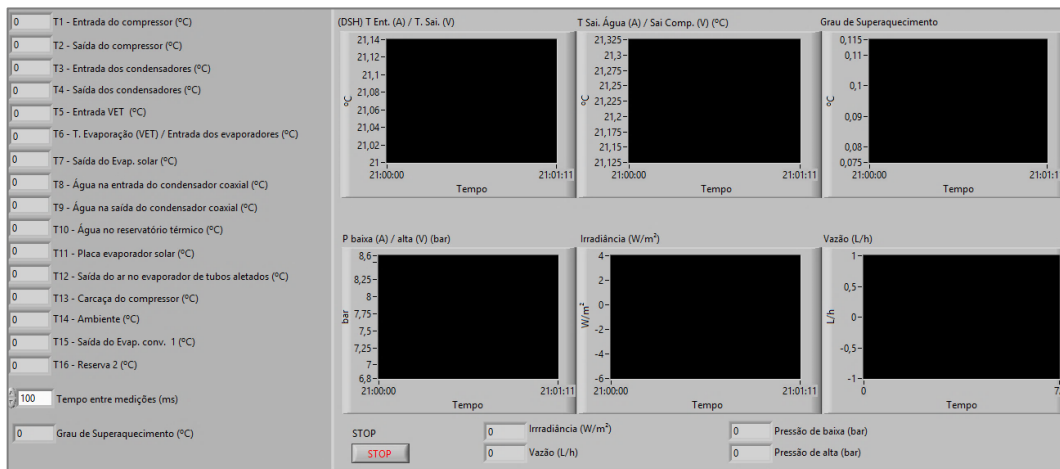 0 T1 - Entrada do compressor (ºC)
0 T2 - Saída do compressor (ºC)
0 T3 - Entrada dos condensadores (ºC)
0 T4 - Saída dos condensadores (ºC)
0 T5 - Entrada VET (ºC)
0 T6 - T. Evaporação (VET) / Entrada dos evaporadores (ºC)
0 T7 - Saída do Evap. solar (ºC)
0 T8 - Água na entrada do condensador coaxial (ºC)
0 T9 - Água na saída do condensador coaxial (ºC)
0 T10 - Água no reservatório térmico (ºC)
0 T11 - Placa evaporador solar (ºC)
0 T12 - Saída do ar no evaporador de tubos aletados (ºC)
0 T13 - Carcaça do compressor (ºC)
0 T14 - Ambiente (ºC)
0 T15 - Saída do Evap. conv. 1 (ºC)
0 T16 - Reserva 2 (ºC)
100 Tempo entre medições (ms)
0 Grau de Superaquecimento (ºC)
(DSH) T Ent. (A) / T. Sai. (V)
21,14
21,12
21,1
21,08
21,06
21,04
21,02
21
ºC
21:00:00 21:01:11
Tempo
T Sai. Água (A) / Sai Comp. (V) (ºC)
21,325
21,3
21,275
21,25
21,225
21,2
21,175
21,15
21,125
ºC
21:00:00 21:01:11
Tempo
Grau de Superaquecimento
0,115
0,11
0,1
0,09
0,08
0,075
ºC
21:00:00 21:01:1
Tempo
P baixa (A) / alta (V) (bar)
8,6
8,25
8
7,75
7,5
7,25
7
6,8
bar
21:00:00 21:01:11
Tempo
Irradiância (W/m²)
4
2
0
-2
-4
-6
W/m²
21:00:00 21:01:11
Tempo
Vazão (L/h)
1
0,5
0
-0,5
-1
L/h
0 7
Tempo
STOP
STOP
0 Irrradiância (W/m²)
0 Vazão (L/h)
0 Pressão de baixa (bar)
0 Pressão de alta (bar)